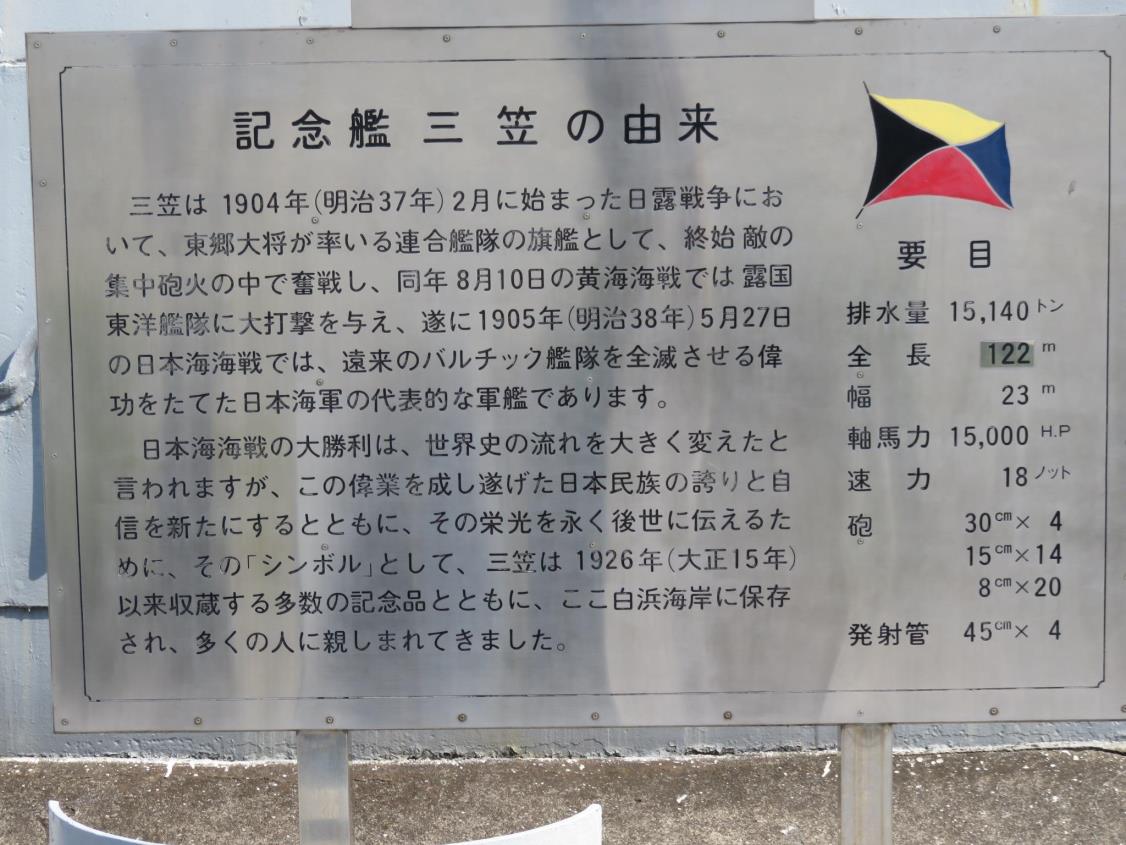 記念艦 三 笠 の由来
三笠は 1904年(明治37年)2月に始まった日露戦争にお
いて、東郷大将が率いる連合艦隊の旗艦として、終始敵の
集中砲火の中で奮戦し、同年8月10日の黄海海戦では露国
東洋艦隊に大打撃を与え、遂に1905年(明治38年)5月27日
の日本海海戦では、遠来のバルチック艦隊を全滅させる偉
功をたてた日本海軍の代表的な軍艦であります。
日本海海戦の大勝利は、世界史の流れを大きく変えたと
言われますが、この偉業を成し遂げた日本民族の誇りと自
信を新たにするとともに、その栄光を永く後世に伝えるた
めに、その「シンボル」として、三笠は 1926年(大正15年)
以来収蔵する多数の記念品とともに、ここ白浜海岸に保存
され、多くの人に親しまれてきました。
要 目
排水量 15,140トン
全 長 122 m
幅 23 m
軸馬力 15,000 H.P
速 力 18ノット
砲 30cm× 4
15cm×14
8cm×20
発射管 45cm× 4